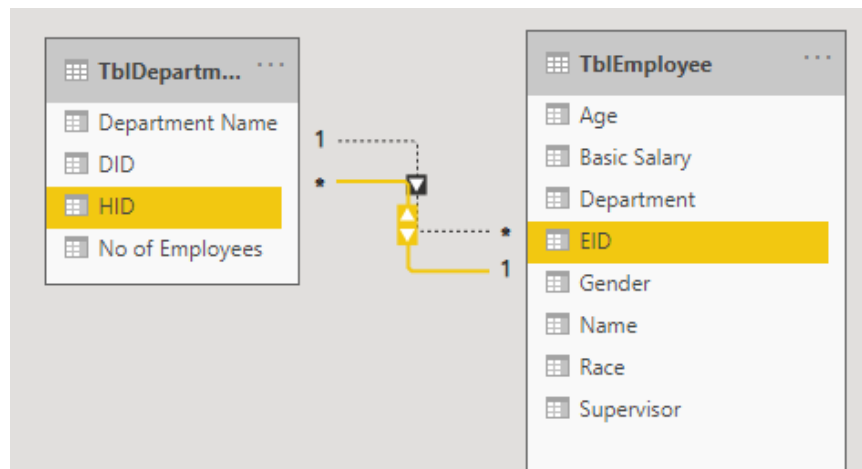 TblDepartm... ...
Department Name
DID
HID
No of Employees
1
*
*
1
TblEmployee ...
Age
Basic Salary
Department
EID
Gender
Name
Race
Supervisor